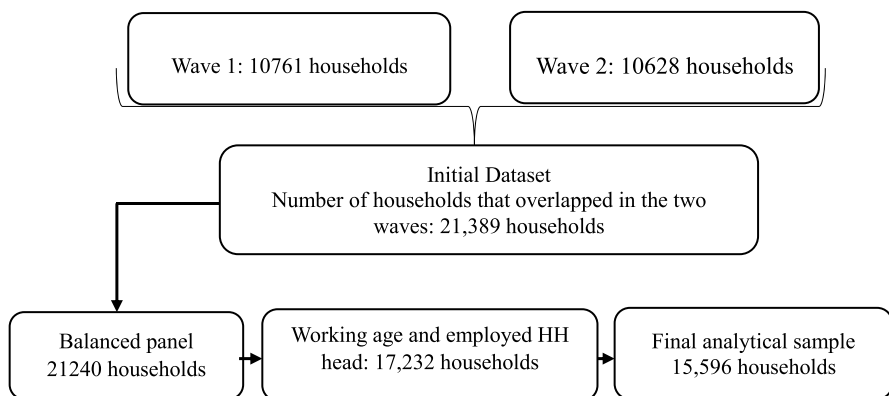 Wave 1: 10761 households
Wave 2: 10628 households
Initial Dataset
Number of households that overlapped in the two
waves: 21,389 households
Balanced panel
21240 households
Working age and employed HH
head: 17,232 households
Final analytical sample
15,596 households